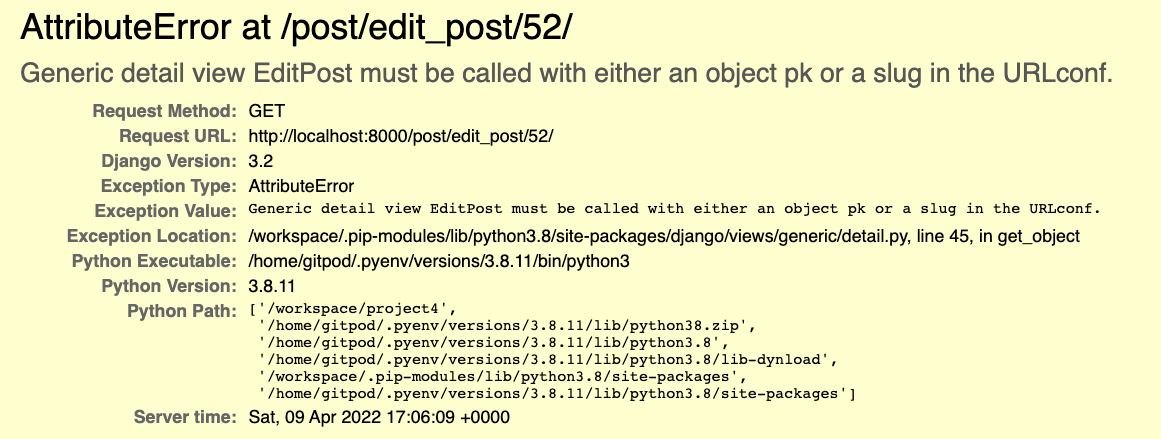 AttributeError at /post/edit_post/52/
Generic detail view EditPost must be called with either an object pk or a slug in the URLconf.
Request Method: GET
Request URL: http://localhost:8000/post/edit_post/52/
Django Version: 3.2
Exception Type: AttributeError
Exception Value: Generic detail view EditPost must be called with either an object pk or a slug in the URLconf.
Exception Location: /workspace/.pip-modules/lib/python3.8/site-packages/django/views/generic/detail.py, line 45, in get_object
Python Executable: /home/gitpod/.pyenv/versions/3.8.11/bin/python3
Python Version: 3.8.11
Python Path: ['/workspace/project4',
'/home/gitpod/.pyenv/versions/3.8.11/lib/python38.zip',
'/home/gitpod/.pyenv/versions/3.8.11/lib/python3.8',
'/home/gitpod/.pyenv/versions/3.8.11/lib/python3.8/lib-dynload',
'/workspace/.pip-modules/lib/python3.8/site-packages',
'/home/gitpod/.pyenv/versions/3.8.11/lib/python3.8/site-packages']
Server time: Sat, 09 Apr 2022 17:06:09 +0000